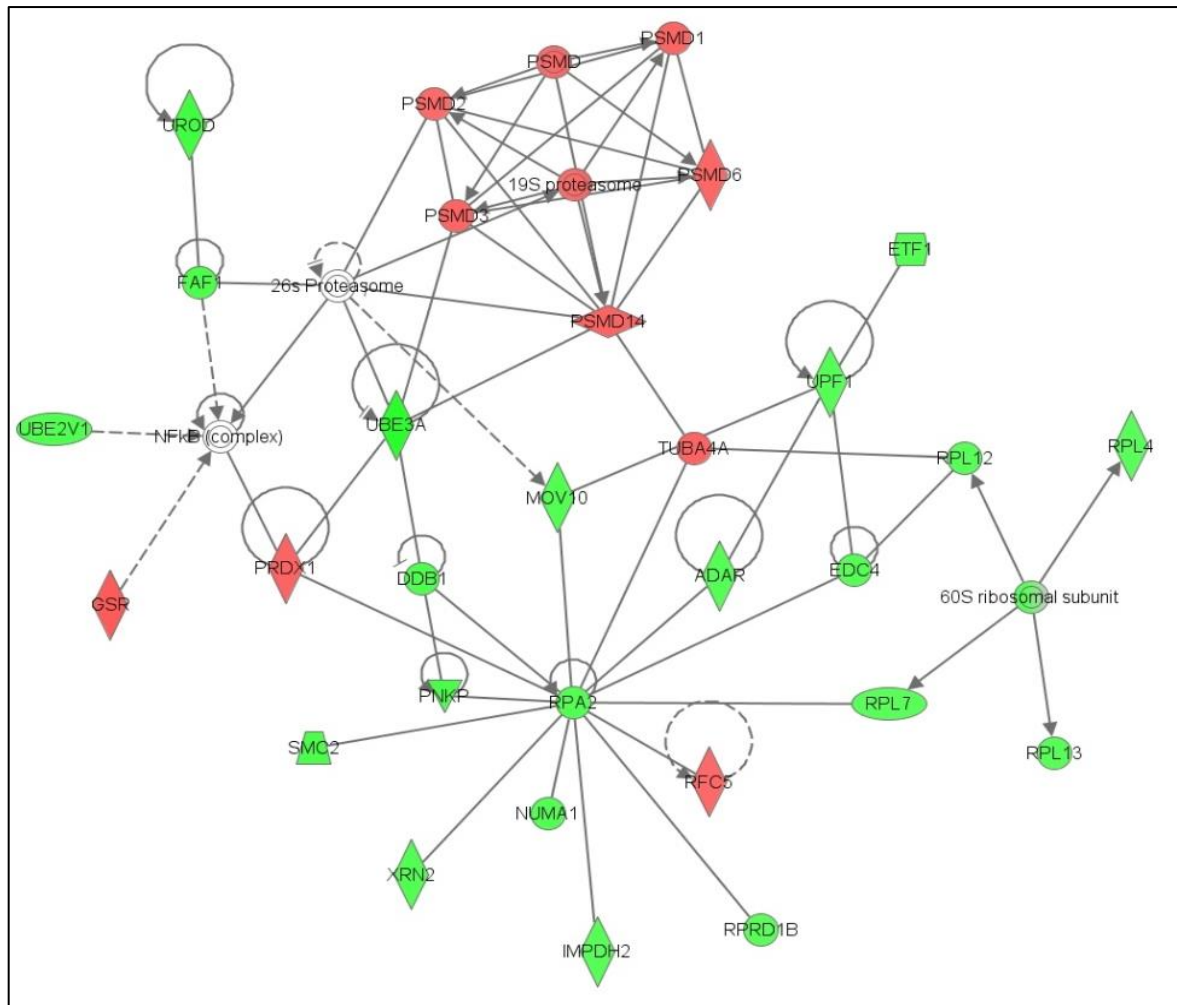 PSMD1
PSMD
PSMD2
UROD
PSMD6
19S proteasome
PSMD3
ETF1
FAF1
26s Proteasome
PSMD14
UPF1
UBE2V1
NFkB (complex)
UBE3A
TUBA4A
RPL12
RPL4
MOV10
PRDX1
DDB1
ADAR
EDC4
GSR
60S ribosomal subunit
PNKP
RPA2
RPL7
SMC2
RPL13
RFC5
NUMA1
XRN2
RPRD1B
IMPDH2